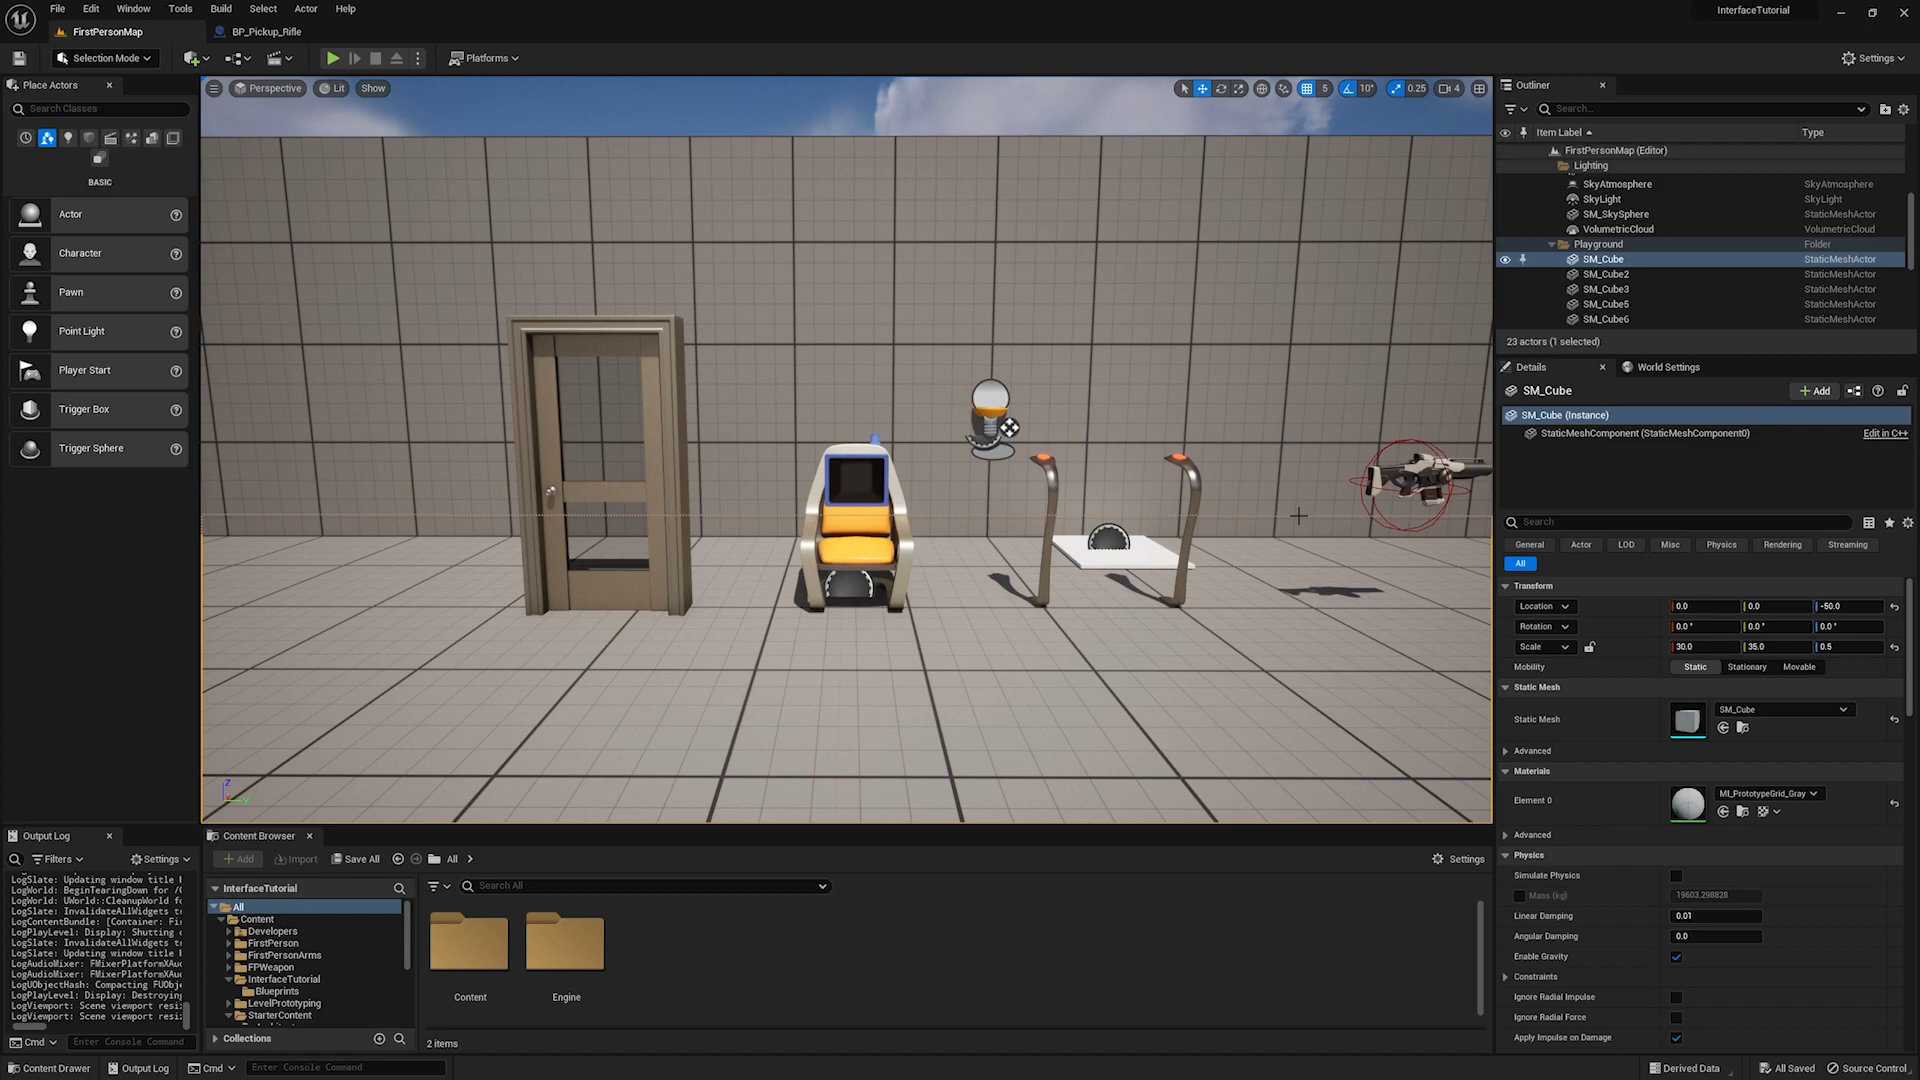 File Edit Window Tools Build Select Actor Help
InterfaceTutorial
FirstPersonMap
BP_Pickup_Rifle
Selection Mode
Platforms
Settings
Place Actors
Search Classes
BASIC
Actor
Character
Pawn
Point Light
Player Start
Trigger Box
Trigger Sphere
Perspective Lit Show
5 10° 0.25 4
Outliner
Search...
Item Label Type
FirstPersonMap (Editor)
Lighting
SkyAtmosphere SkyAtmosphere
SkyLight SkyLight
SM_SkySphere StaticMeshActor
VolumetricCloud VolumetricCloud
Playground Folder
SM_Cube StaticMeshActor
SM_Cube2 StaticMeshActor
SM_Cube3 StaticMeshActor
SM_Cube5 StaticMeshActor
SM_Cube6 StaticMeshActor
23 actors (1 selected)
Details World Settings
SM_Cube
+ Add
SM_Cube (Instance)
StaticMeshComponent (StaticMeshComponent0) Edit in C++
Search
General Actor LOD Misc Physics Rendering Streaming
All
Transform
Location 0.0 0.0 -50.0
Rotation 0.0° 0.0° 0.0°
Scale 30.0 35.0 0.5
Mobility Static Stationary Movable
Static Mesh
Static Mesh SM_Cube
Advanced
Materials
Element 0 MI_PrototypeGrid_Gray
Advanced
Physics
Simulate Physics
Mass (kg) 19603.298828
Linear Damping 0.01
Angular Damping 0.0
Enable Gravity
Constraints
Ignore Radial Impulse
Ignore Radial Force
Apply Impulse on Damage
Z
Y
Output Log
Filters Settings
LogSlate: Updating window title
LogWorld: BeginTearingDown for /
LogWorld: UWorld::CleanupWorld f
LogSlate: InvalidateAllWidgets t
LogContentBundle: [Container: Fi
LogPlayLevel: Display: Shutting
LogSlate: InvalidateAllWidgets t
LogSlate: Updating window title
LogAudioMixer: FMixerPlatformXAu
LogAudioMixer: FMixerPlatformXAu
LogUObjectHash: Compacting FUObj
LogPlayLevel: Display: Destroying
LogViewport: Scene viewport resi
LogViewport: Scene viewport resi
Cmd Enter Console Command
Content Browser
+ Add Import Save All All
Settings
InterfaceTutorial
Search All
All
Content
Developers
FirstPerson
FirstPersonArms
FPWeapon
InterfaceTutorial
Blueprints
LevelPrototyping
StarterContent
Collections
Content
Engine
2 items
Content Drawer Output Log Cmd Enter Console Command
Derived Data All Saved Source Control